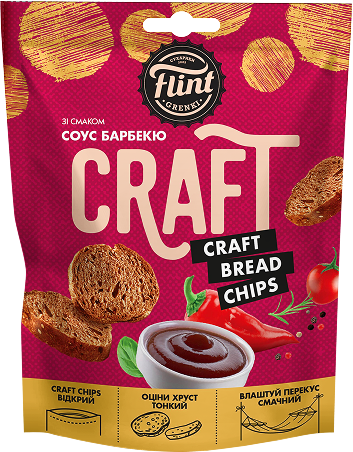 СУХАРИКИ
Flint
GRENKI
ЗІ СМАКОМ
СОУС БАРБЕКЮ
CRAFT
CRAFT
BREAD
CHIPS
CRAFT CHIPS
ВІДКРИЙ
ОЦІНИ ХРУСТ
ТОНКИЙ
ВЛАШТУЙ ПЕРЕКУС
СМАЧНИЙ